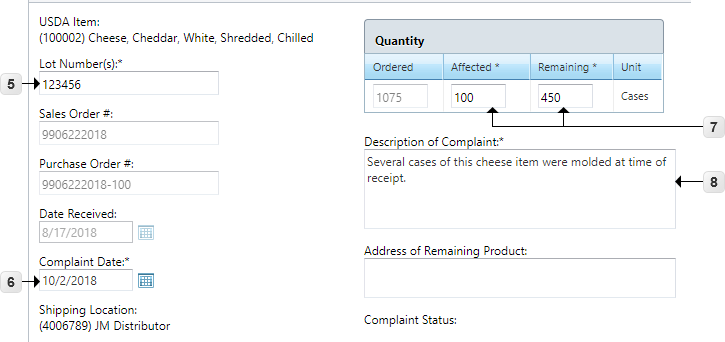 USDA Item:
(100002) Cheese, Cheddar, White, Shredded, Chilled
Lot Number(s):*
5
123456
Sales Order #:
9906222018
Purchase Order #:
9906222018-100
Date Received:
8/17/2018
Complaint Date:*
6
10/2/2018
Shipping Location:
(4006789) JM Distributor
Quantity
Ordered Affected * Remaining * Unit
1075 100 450 Cases
7
Description of Complaint:*
Several cases of this cheese item were molded at time of
receipt.
8
Address of Remaining Product:
Complaint Status: